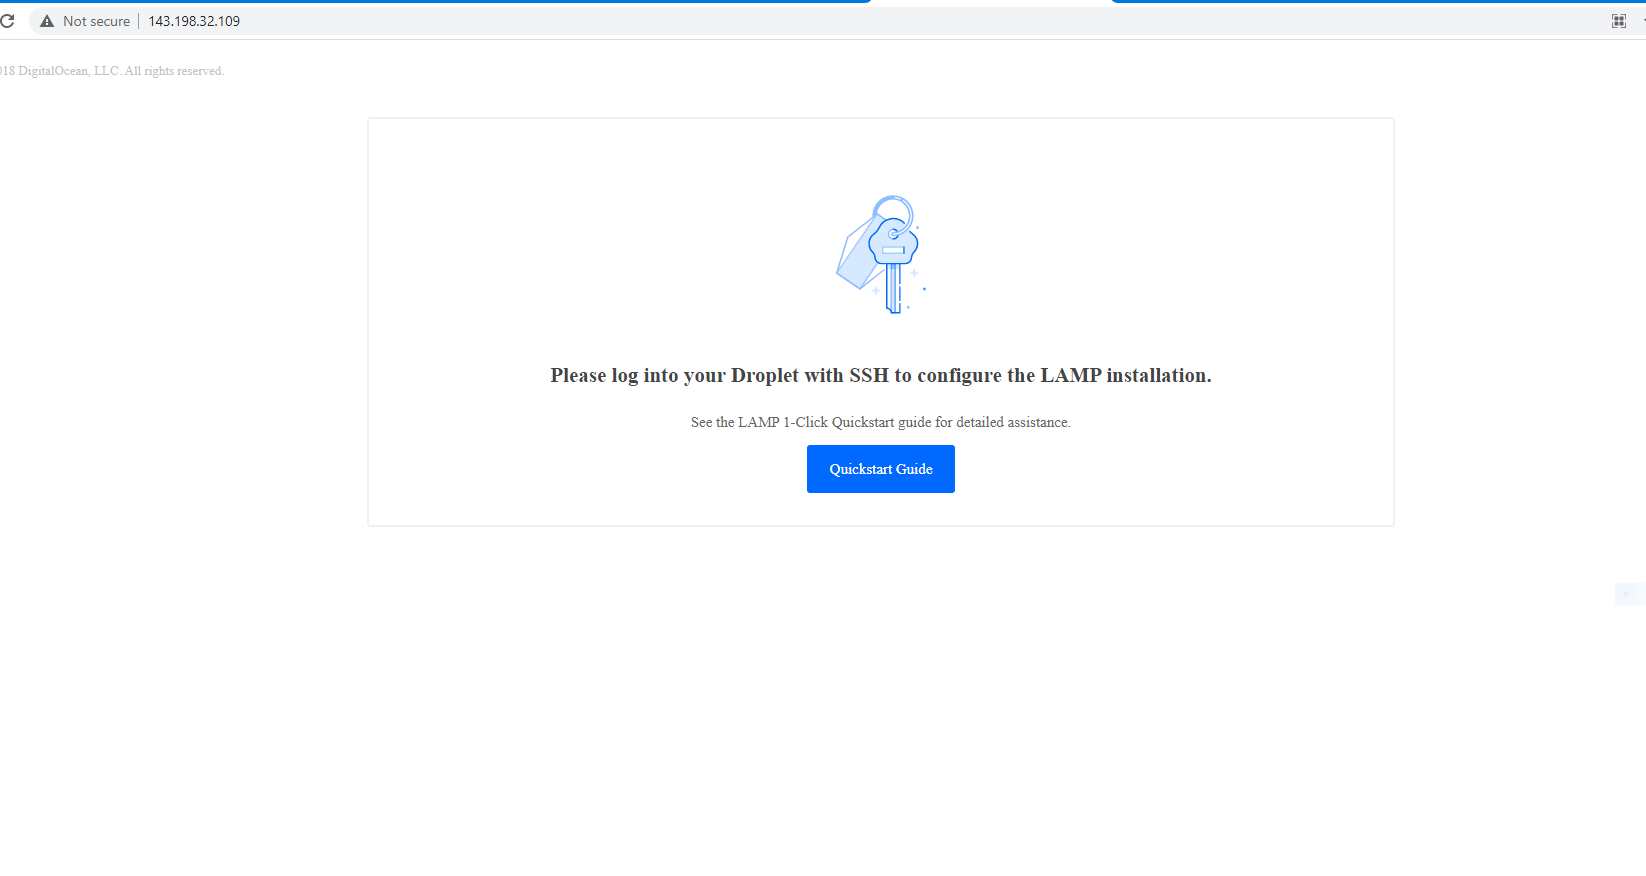 Not secure 143.198.32.109
018 DigitalOcean, LLC. All rights reserved.
Please log into your Droplet with SSH to configure the LAMP installation.
See the LAMP 1-Click Quickstart guide for detailed assistance.
Quickstart Guide